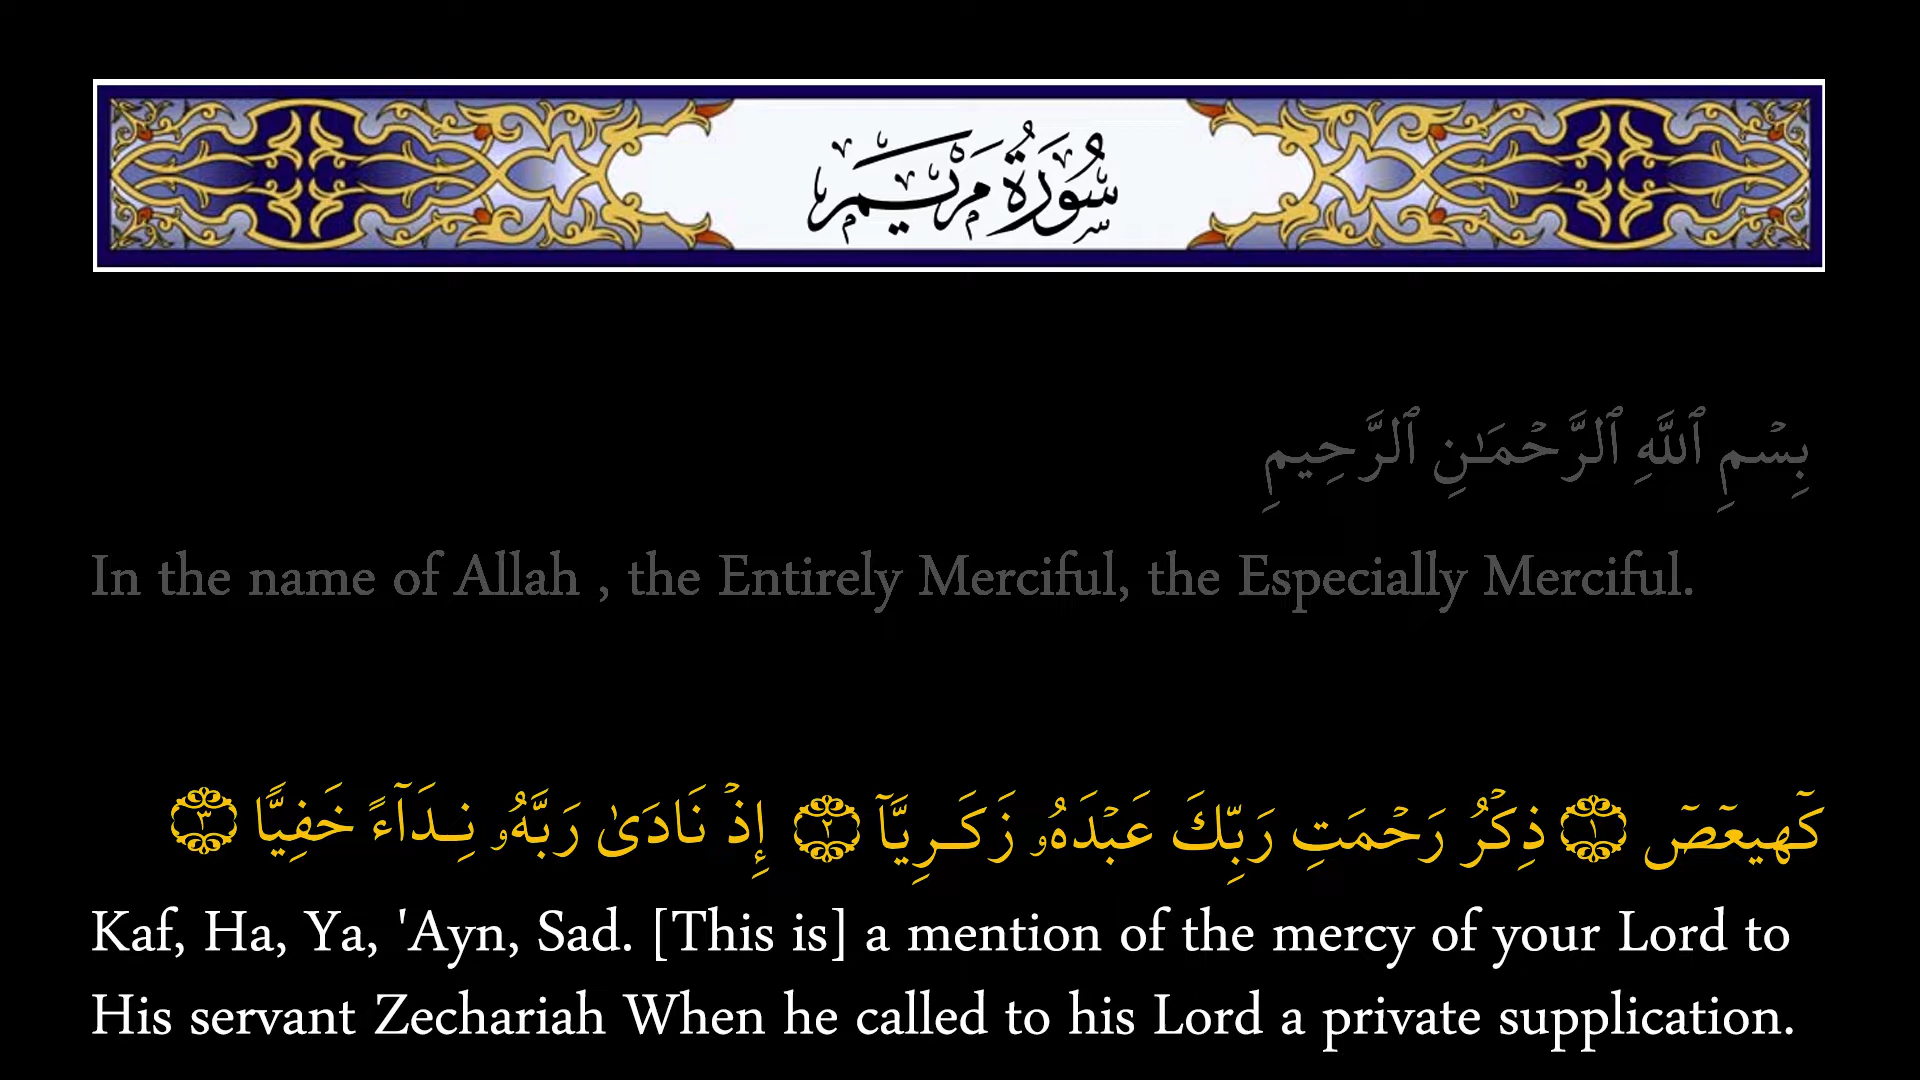 سُورَةُ مَرْيَم
بِسْمِ ٱللَّهِ ٱلرَّحْمَـٰنِ ٱلرَّحِيمِ
In the name of Allah , the Entirely Merciful, the Especially Merciful.
كٓهيعٓصٓ ۝١ ذِكْرُ رَحْمَتِ رَبِّكَ عَبْدَهُۥ زَكَرِيَّآ ۝٢ إِذْ نَادَىٰ رَبَّهُۥ نِدَآءً خَفِيًّا ۝٣
Kaf, Ha, Ya, 'Ayn, Sad. [This is] a mention of the mercy of your Lord to
His servant Zechariah When he called to his Lord a private supplication.